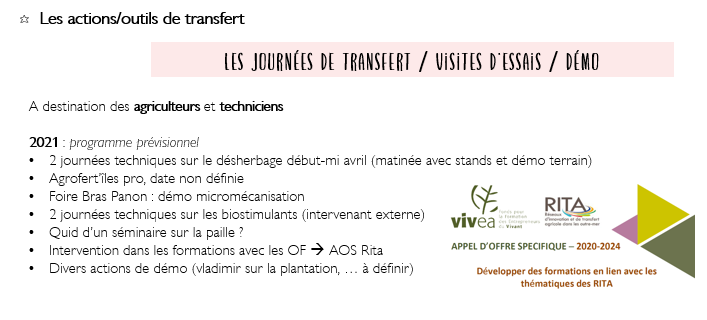 ☆ Les actions/outils de transfert
LES JOURNÉES DE TRANSFERT / VISITES D'ESSAIS / DÉMO
A destination des agriculteurs et techniciens
2021 : programme prévisionnel
• 2 journées techniques sur le désherbage début-mi avril (matinée avec stands et démo terrain)
• Agrofert'îles pro, date non définie
• Foire Bras Panon : démo micromécanisation
• 2 journées techniques sur les biostimulants (intervenant externe)
• Quid d'un séminaire sur la paille ?
• Intervention dans les formations avec les OF → AOS Rita
• Divers actions de démo (vladimir sur la plantation, … à définir)
vivea
Fonds pour
la Formation
des Entrepreneurs
du Vivant
RITA
Réseaux
d'Innovation et de Transfert
agricole dans les outre-mer
APPEL D'OFFRE SPECIFIQUE – 2020-2024
Développer des formations en lien avec les
thématiques des RITA